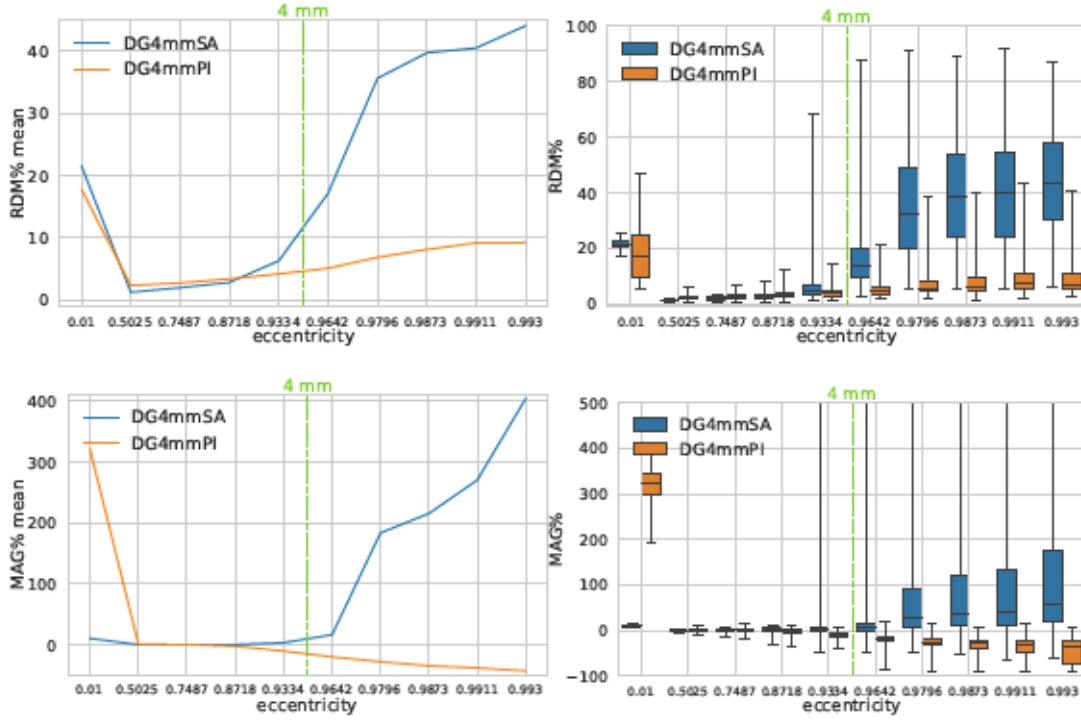 4 mm
DG4mmSA
DG4mmPI
40
30
20
10
0
RDM% mean
0.01 0.5025 0.7487 0.8718 0.9334 0.9642 0.9796 0.9873 0.9911 0.993
eccentricity
4 mm
DG4mmSA
DG4mmPI
100
80
60
40
20
0
RDM%
0.01 0.5025 0.7487 0.8718 0.9334 0.9642 0.9796 0.9873 0.9911 0.993
eccentricity
4 mm
DG4mmSA
DG4mmPI
400
300
200
100
0
MAG% mean
0.01 0.5025 0.7487 0.8718 0.9334 0.9642 0.9796 0.9873 0.9911 0.993
eccentricity
4 mm
DG4mmSA
DG4mmPI
500
400
300
200
100
0
−100
MAG%
0.01 0.5025 0.7487 0.8718 0.9334 0.9642 0.9796 0.9873 0.9911 0.993
eccentricity